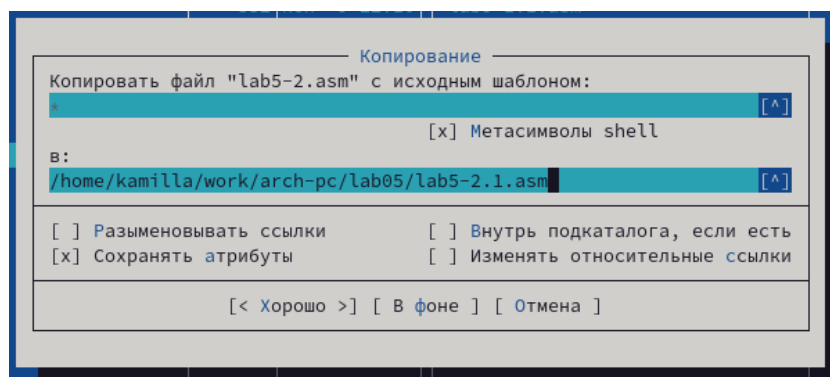 Копирование
Копировать файл "lab5-2.asm" с исходным шаблоном:
* [^]
[x] Метасимволы shell
в:
/home/kamilla/work/arch-pc/lab05/lab5-2.1.asm [^]
[ ] Разыменовывать ссылки [ ] Внутрь подкаталога, если есть
[x] Сохранять атрибуты [ ] Изменять относительные ссылки
[< Хорошо >] [ В фоне ] [ Отмена ]